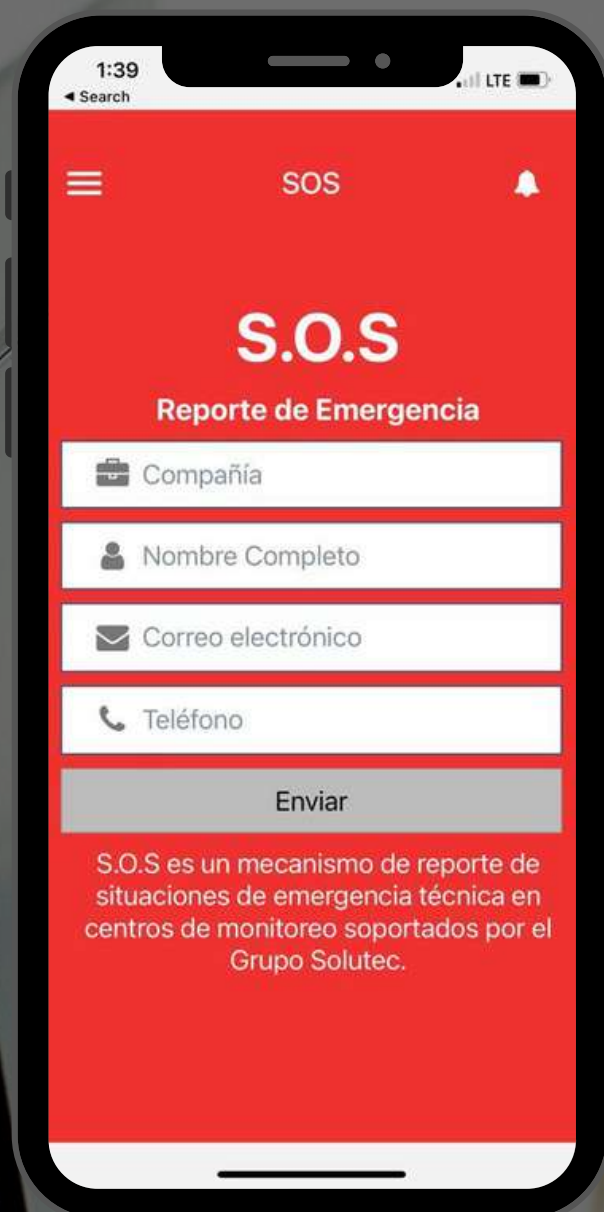 1:39
LTE
◄ Search
SOS
S.O.S
Reporte de Emergencia
Compañía
Nombre Completo
Correo electrónico
Teléfono
Enviar
S.O.S es un mecanismo de reporte de
situaciones de emergencia técnica en
centros de monitoreo soportados por el
Grupo Solutec.